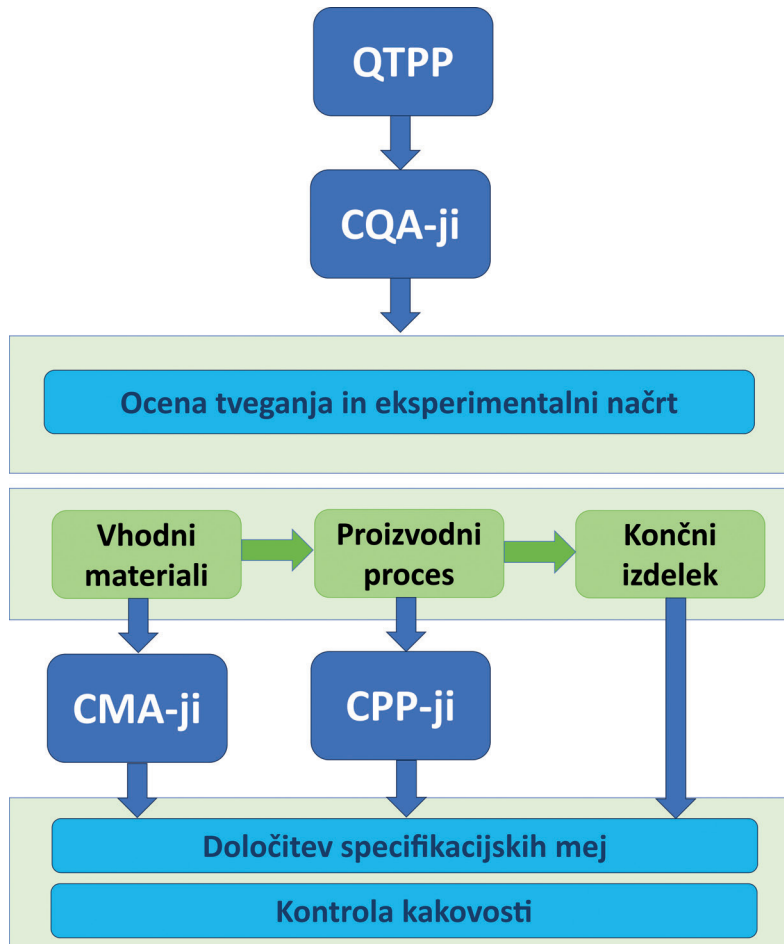 QTPP
CQA-ji
Ocena tveganja in eksperimentalni načrt
Vhodni
materiali
Proizvodni
proces
Končni
izdelek
CMA-ji
CPP-ji
Določitev specifikacijskih mej
Kontrola kakovosti